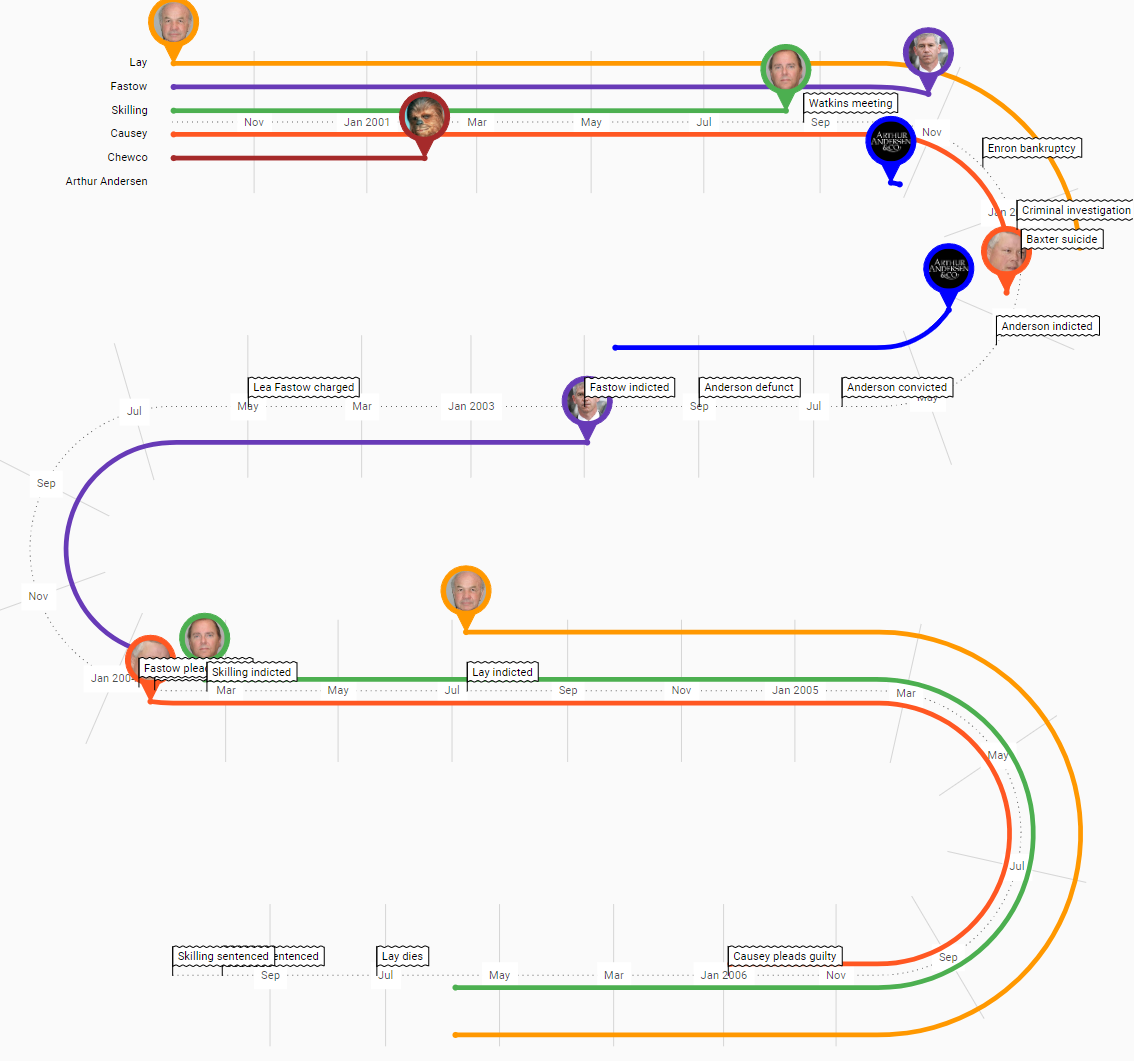 Lay
Fastow
Skilling
Watkins meeting
Nov
Jan 2001
Mar
May
Jul
Sep
Nov
Causey
ARTHUR
ANDERSEN
&CO.
Enron bankruptcy
Chewco
Arthur Andersen
Jan 2
Criminal investigation
Baxter suicide
ARTHUR
ANDERSEN
&CO.
Anderson indicted
Lea Fastow charged
Fastow indicted
Anderson defunct
Anderson convicted
Jul
May
Mar
Jan 2003
Sep
Jul
May
Sep
Nov
Fastow plea
Skilling indicted
Lay indicted
Jan 2004
Mar
May
Jul
Sep
Nov
Jan 2005
Mar
May
Jul
Skilling sentenced
entenced
Lay dies
Causey pleads guilty
Sep
Sep
Jul
May
Mar
Jan 2006
Nov